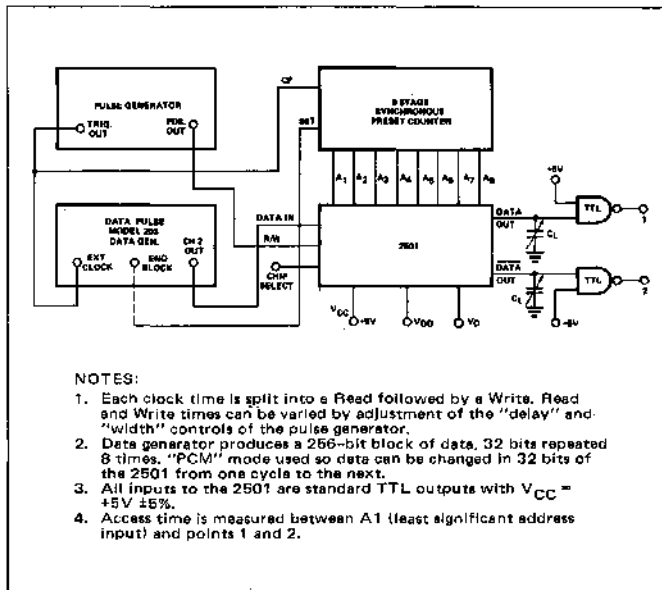 PULSE GENERATOR
TRIG. OUT
POS. OUT
CP
SET
8 STAGE
SYNCHRONOUS
PRESET COUNTER
A1 A2 A3 A4 A5 A6 A7 A8
DATA PULSE
MODEL 203
DATA GEN.
EXT CLOCK
END BLOCK
CH 2 OUT
DATA IN
R/W
CHIP SELECT
2501
DATA OUT
DATA OUT
CL
CL
+5V
TTL
1
TTL
2
+5V
VCC
+5V
VDD
VD
NOTES:
1. Each clock time is split into a Read followed by a Write. Read
and Write times can be varied by adjustment of the "delay" and
"width" controls of the pulse generator.
2. Data generator produces a 256-bit block of data, 32 bits repeated
8 times. "PCM" mode used so data can be changed in 32 bits of
the 2501 from one cycle to the next.
3. All inputs to the 2501 are standard TTL outputs with VCC =
+5V ±5%.
4. Access time is measured between A1 (least significant address
input) and points 1 and 2.